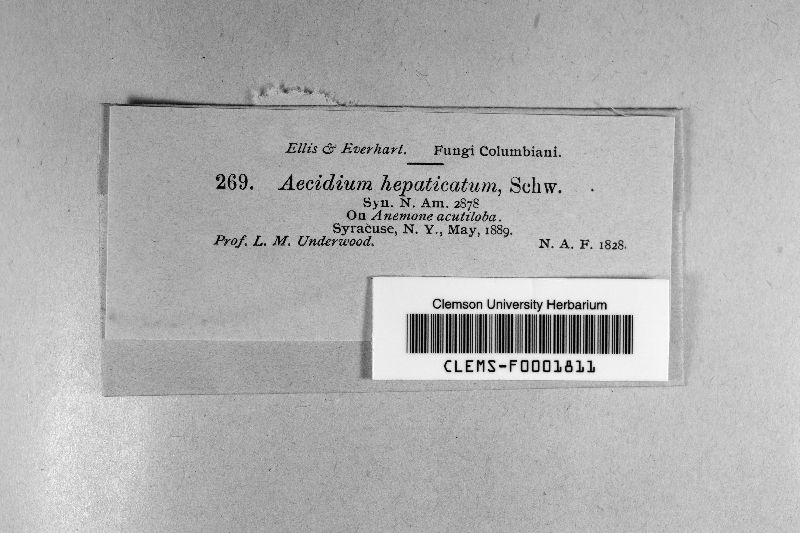 Ellis & Everhart. Fungi Columbiani.
269. Aecidium hepaticatum, Schw.
Syn. N. Am. 2878
On Anemone acutiloba.
Syracuse, N. Y., May, 1889.
Prof. L. M. Underwood. N. A. F. 1828.
Clemson University Herbarium
CLEMS-F0001811